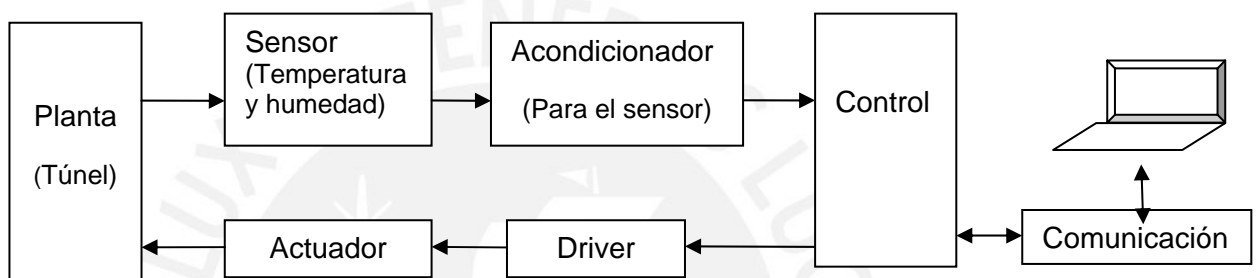 Planta
(Túnel)
Sensor
(Temperatura
y humedad)
Acondicionador
(Para el sensor)
Control
Actuador
Driver
Comunicación